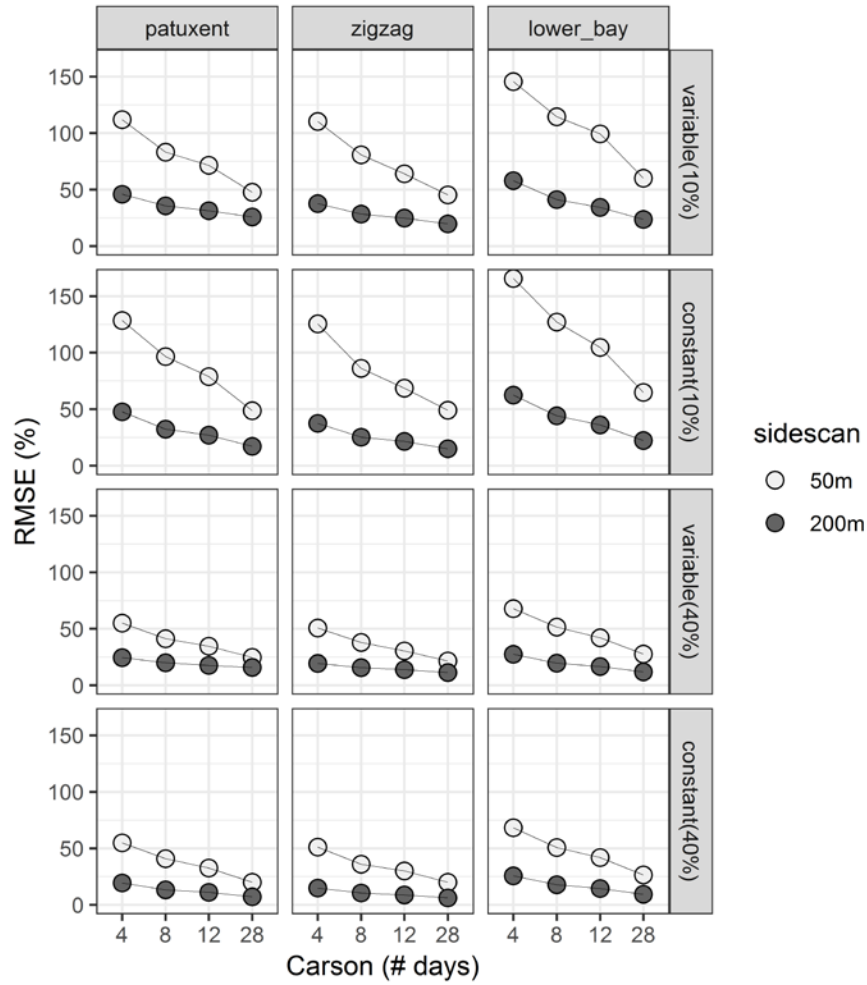 patuxent zigzag lower_bay
150
100
50
0
variable(10%)
150
100
50
0
constant(10%)
150
100
50
0
variable(40%)
150
100
50
0
constant(40%)
4 8 12 28 4 8 12 28 4 8 12 28
Carson (# days)
RMSE (%)
sidescan
50m
200m